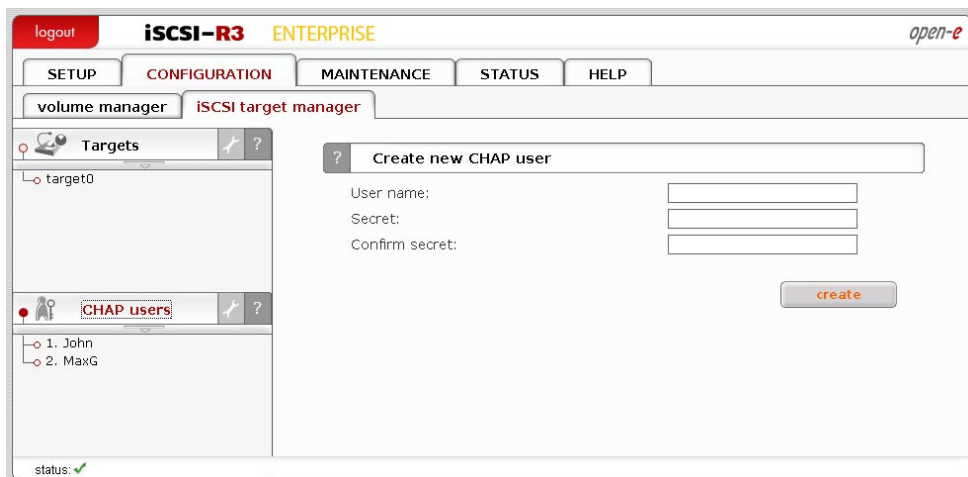 logout iSCSI-R3 ENTERPRISE open-e
SETUP CONFIGURATION MAINTENANCE STATUS HELP
volume manager iSCSI target manager
Targets ?
target0
? Create new CHAP user
User name:
Secret:
Confirm secret:
create
CHAP users ?
1. John
2. MaxG
status: